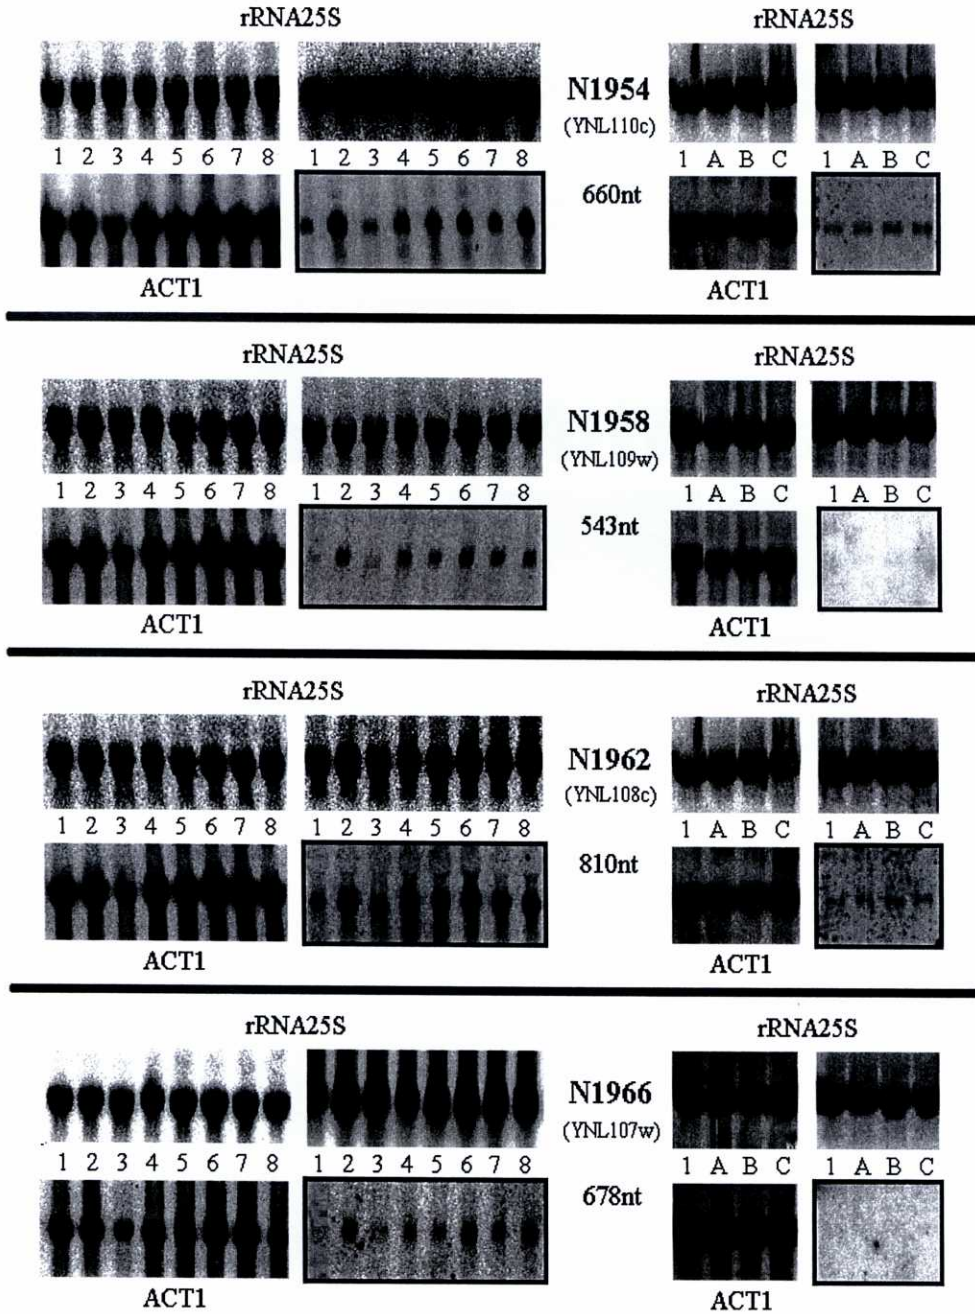 rRNA25S rRNA25S
N1954
(YNL110c)
1 2 3 4 5 6 7 8 1 2 3 4 5 6 7 8 1 A B C 1 A B C
660nt
ACT1 ACT1
rRNA25S rRNA25S
N1958
(YNL109w)
1 2 3 4 5 6 7 8 1 2 3 4 5 6 7 8 1 A B C 1 A B C
543nt
ACT1 ACT1
rRNA25S rRNA25S
N1962
(YNL108c)
1 2 3 4 5 6 7 8 1 2 3 4 5 6 7 8 1 A B C 1 A B C
810nt
ACT1 ACT1
rRNA25S rRNA25S
N1966
(YNL107w)
1 2 3 4 5 6 7 8 1 2 3 4 5 6 7 8 1 A B C 1 A B C
678nt
ACT1 ACT1